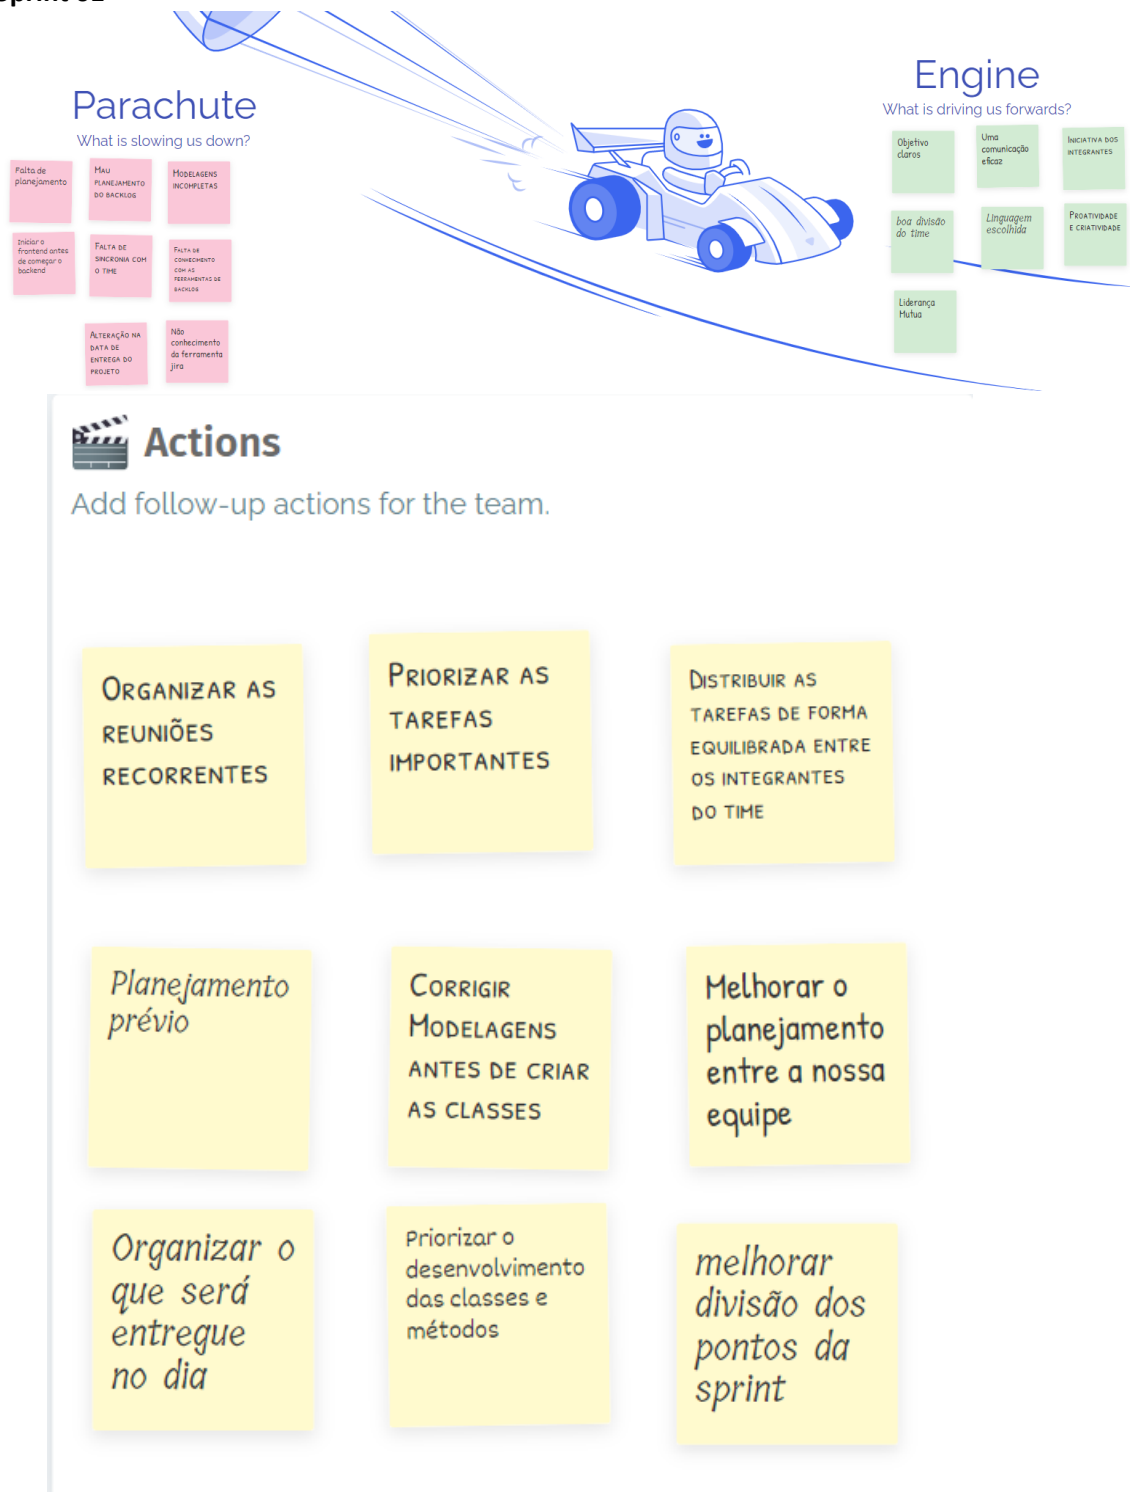 Parachute
What is slowing us down?
Falta de
planejamento
Mau
planejamento
do backlog
Modelagens
incompletas
Iniciar o
frontend antes
de começar o
backend
Falta de
sincronia com
o time
Falta de
conhecimento
com as
ferramentas de
backlog
Alteração na
data de
entrega do
projeto
Não
conhecimento
da ferramenta
jira
Engine
What is driving us forwards?
Objetivo
claros
Uma
comunicação
eficaz
Iniciativa dos
integrantes
boa divisão
do time
Linguagem
escolhida
Proatividade
e criatividade
Liderança
Mutua
Actions
Add follow-up actions for the team.
Organizar as
reuniões
recorrentes
Priorizar as
tarefas
importantes
Distribuir as
tarefas de forma
equilibrada entre
os integrantes
do time
Planejamento
prévio
Corrigir
Modelagens
antes de criar
as classes
Melhorar o
planejamento
entre a nossa
equipe
Organizar o
que será
entregue
no dia
Priorizar o
desenvolvimento
das classes e
métodos
melhorar
divisão dos
pontos da
sprint